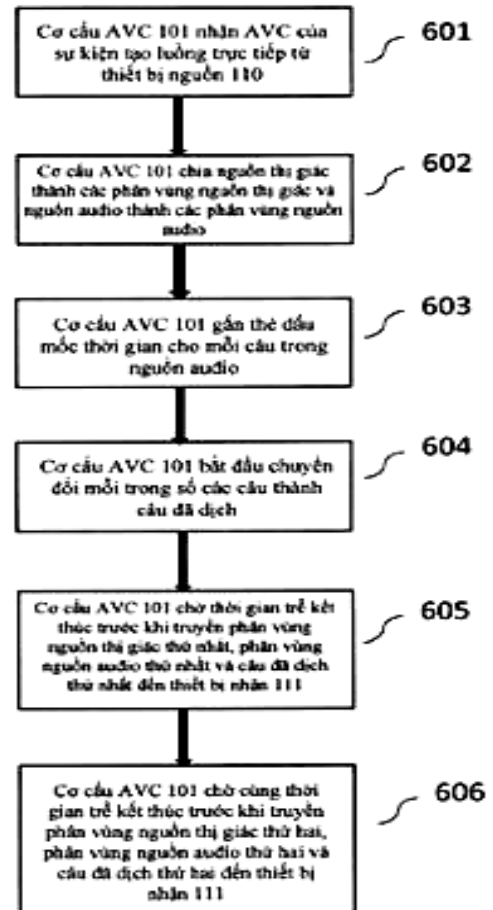 Cơ cấu AVC 101 nhận AVC của
sự kiện tạo luồng trực tiếp từ
thiết bị nguồn 110
601
Cơ cấu AVC 101 chia nguồn thị giác
thành các phân vùng nguồn thị giác và
nguồn audio thành các phân vùng nguồn
audio
602
Cơ cấu AVC 101 gắn thẻ dấu
mốc thời gian cho mỗi câu trong
nguồn audio
603
Cơ cấu AVC 101 bắt đầu chuyển
đổi mỗi trong số các câu thành
câu đã dịch
604
Cơ cấu AVC 101 chờ thời gian trễ kết
thúc trước khi truyền phân vùng
nguồn thị giác thứ nhất, phân vùng
nguồn audio thứ nhất và câu đã dịch
thứ nhất đến thiết bị nhận 111
605
Cơ cấu AVC 101 chờ cùng thời
gian trễ kết thúc trước khi truyền
phân vùng nguồn thị giác thứ hai,
phân vùng nguồn audio thứ hai và
câu đã dịch thứ hai đến thiết bị
nhận 111
606